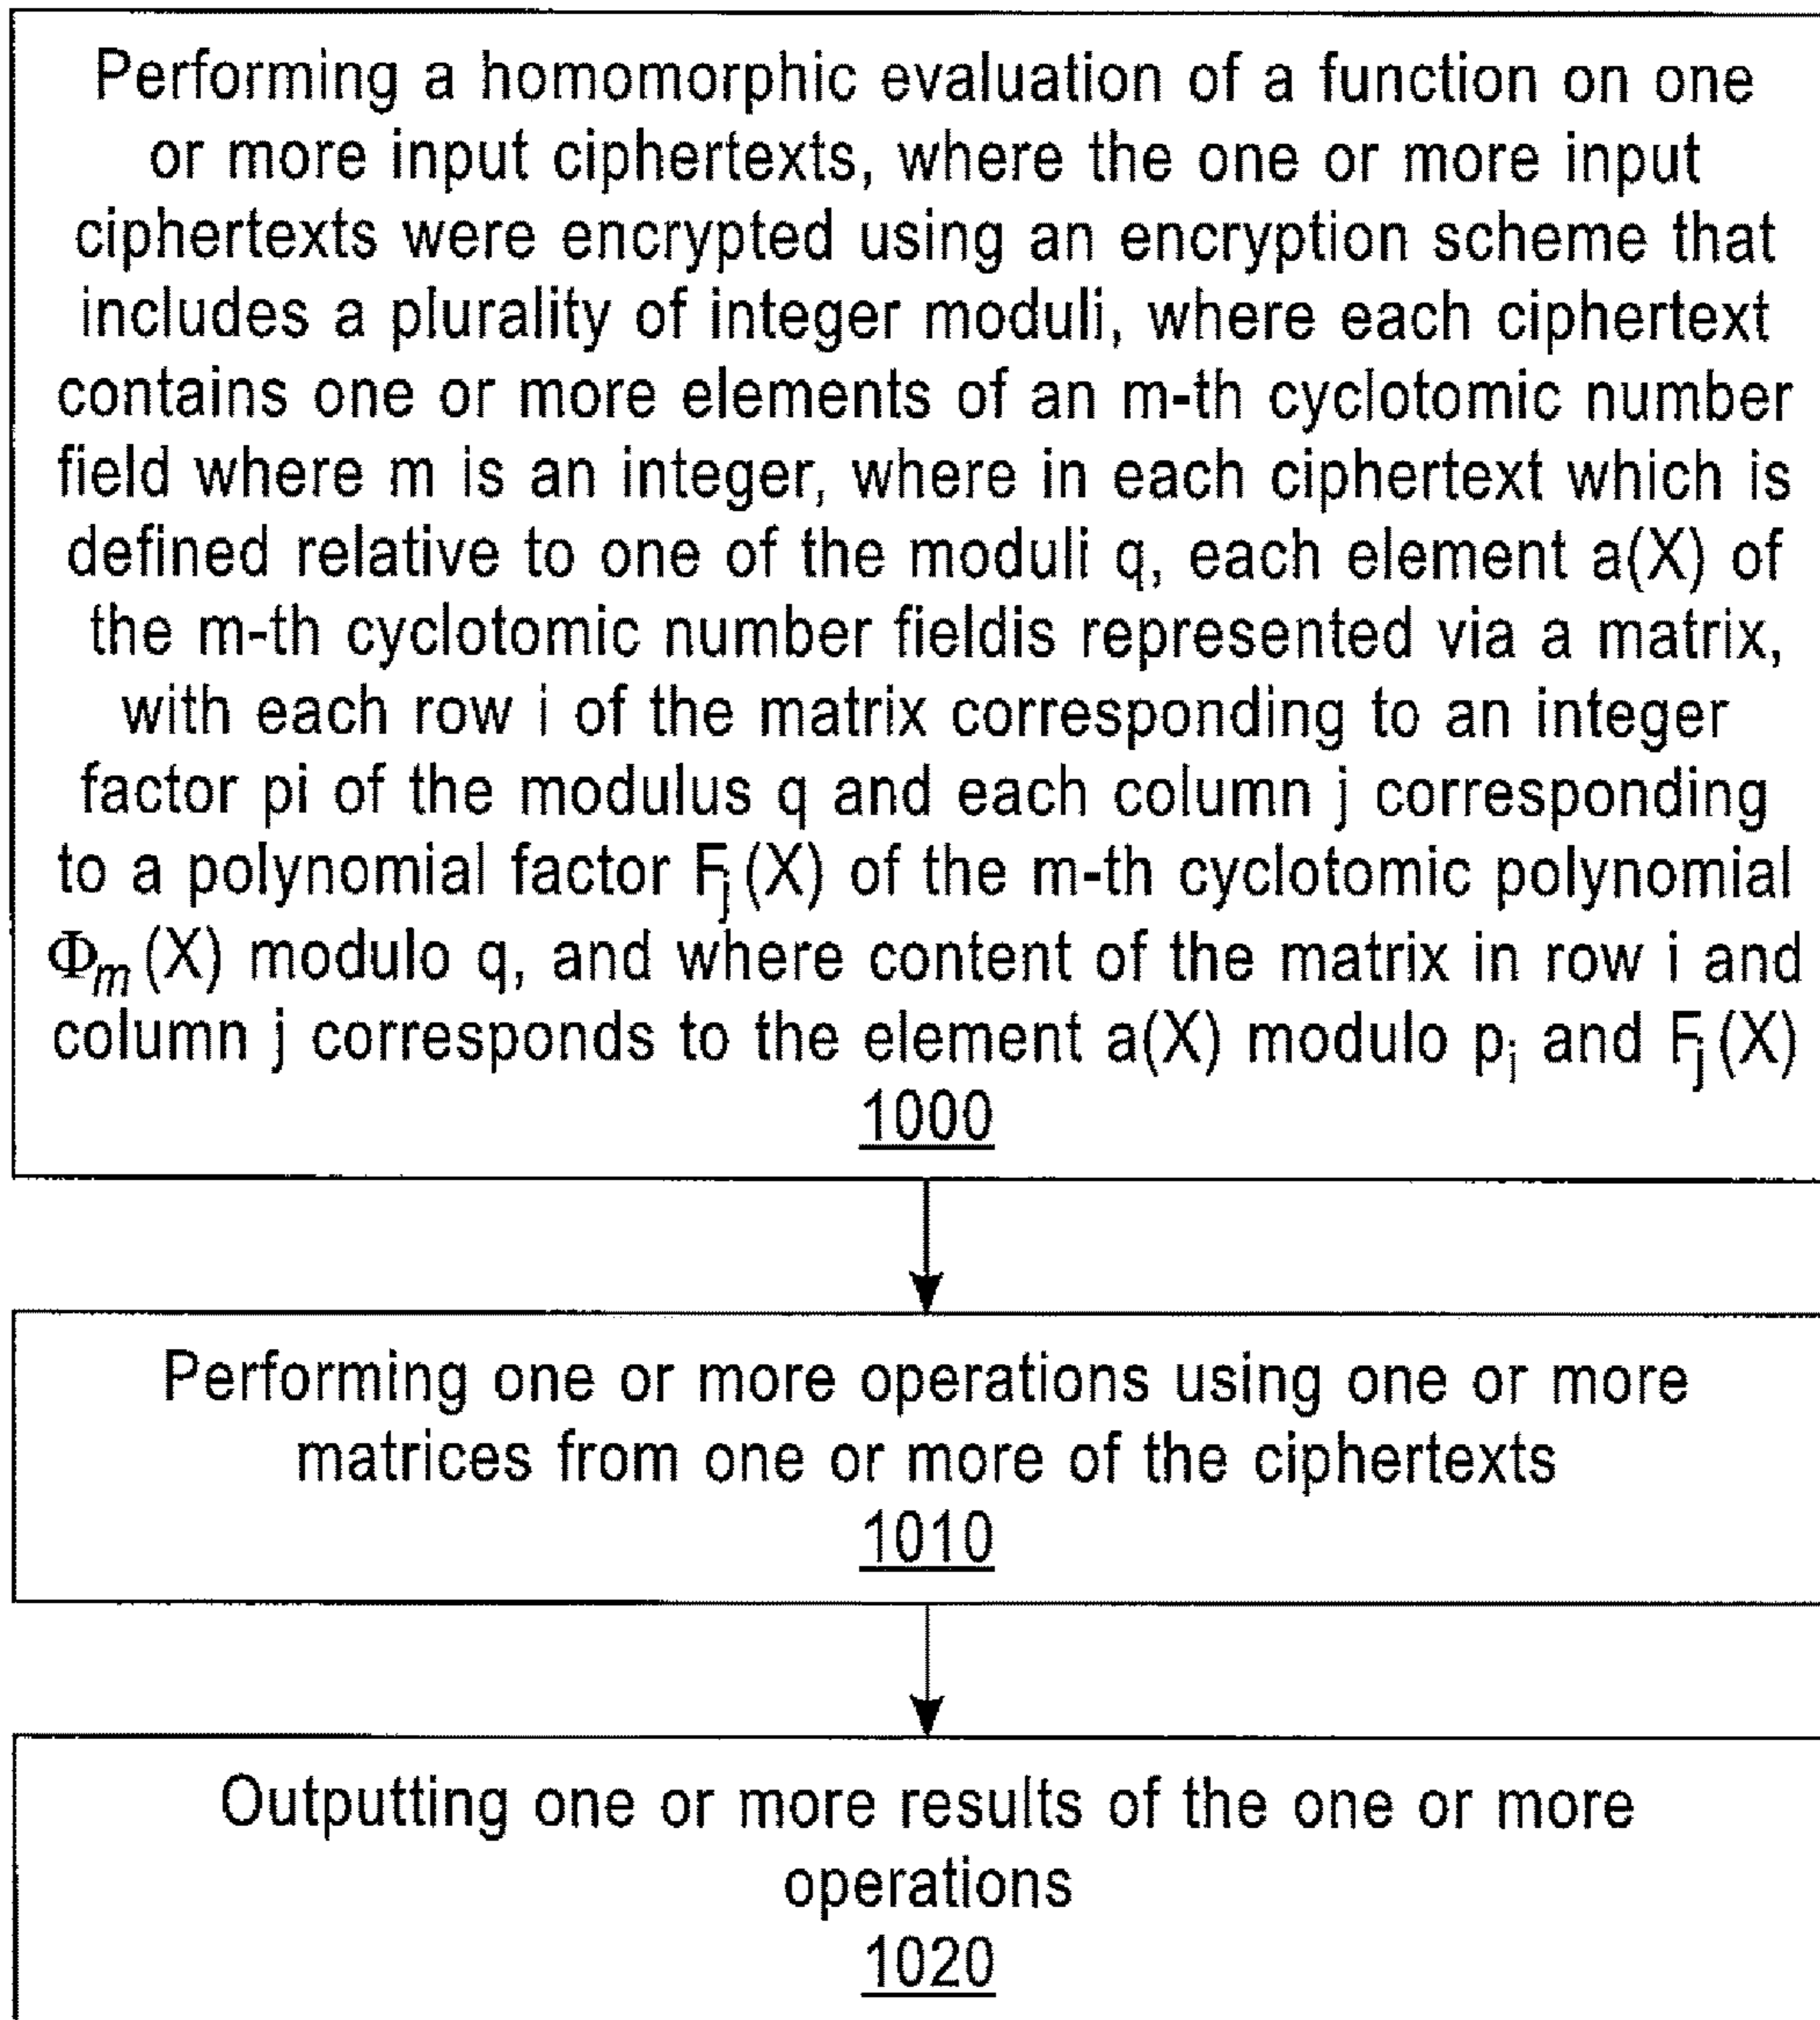 Performing a homomorphic evaluation of a function on one
or more input ciphertexts, where the one or more input
ciphertexts were encrypted using an encryption scheme that
includes a plurality of integer moduli, where each ciphertext
contains one or more elements of an m-th cyclotomic number
field where m is an integer, where in each ciphertext which is
defined relative to one of the moduli q, each element a(X) of
the m-th cyclotomic number fieldis represented via a matrix,
with each row i of the matrix corresponding to an integer
factor pi of the modulus q and each column j corresponding
to a polynomial factor Fⱼ(X) of the m-th cyclotomic polynomial
Φₘ(X) modulo q, and where content of the matrix in row i and
column j corresponds to the element a(X) modulo pᵢ and Fⱼ(X)
1000
Performing one or more operations using one or more
matrices from one or more of the ciphertexts
1010
Outputting one or more results of the one or more
operations
1020